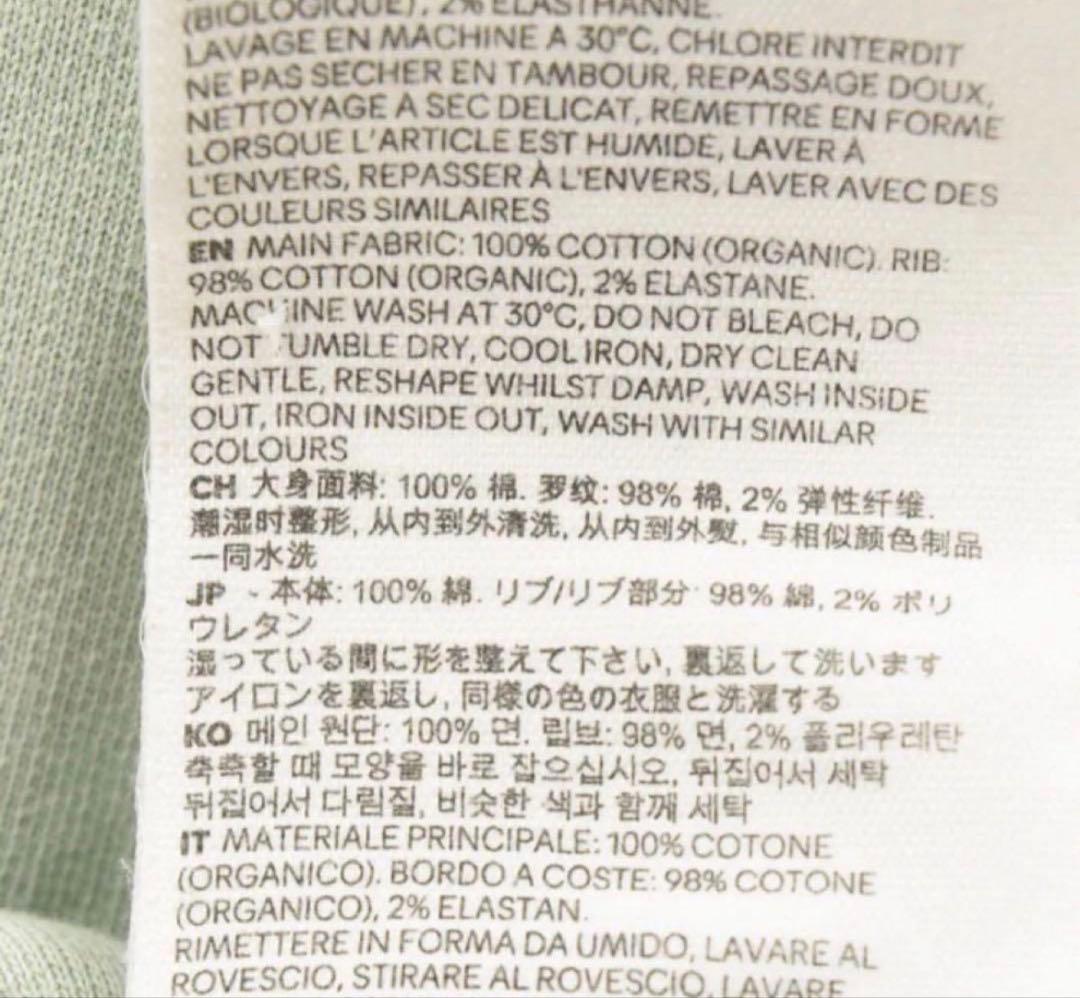 (BIOLOGIQUE), 2% ELASTHANNE.
LAVAGE EN MACHINE A 30°C, CHLORE INTERDIT
NE PAS SECHER EN TAMBOUR, REPASSAGE DOUX,
NETTOYAGE A SEC DELICAT, REMETTRE EN FORME
LORSQUE L'ARTICLE EST HUMIDE, LAVER À
L'ENVERS, REPASSER À L'ENVERS, LAVER AVEC DES
COULEURS SIMILAIRES
EN MAIN FABRIC: 100% COTTON (ORGANIC). RIB:
98% COTTON (ORGANIC), 2% ELASTANE.
MACHINE WASH AT 30°C, DO NOT BLEACH, DO
NOT TUMBLE DRY, COOL IRON, DRY CLEAN
GENTLE, RESHAPE WHILST DAMP, WASH INSIDE
OUT, IRON INSIDE OUT, WASH WITH SIMILAR
COLOURS
CH 大身面料: 100% 棉. 罗纹: 98% 棉, 2% 弹性纤维.
潮湿时整形, 从内到外清洗, 从内到外熨, 与相似颜色制品
一同水洗
JP - 本体: 100% 綿. リブ/リブ部分: 98% 綿, 2% ポリ
ウレタン
湿っている間に形を整えて下さい, 裏返して洗います
アイロンを裏返し, 同様の色の衣服と洗濯する
KO 메인 원단: 100% 면. 립브: 98% 면, 2% 폴리우레탄
축축할 때 모양을 바로 잡으십시오, 뒤집어서 세탁
뒤집어서 다림질, 비슷한 색과 함께 세탁
IT MATERIALE PRINCIPALE: 100% COTONE
(ORGANICO). BORDO A COSTE: 98% COTONE
(ORGANICO), 2% ELASTAN.
RIMETTERE IN FORMA DA UMIDO, LAVARE AL
ROVESCIO, STIRARE AL ROVESCIO, LAVARE